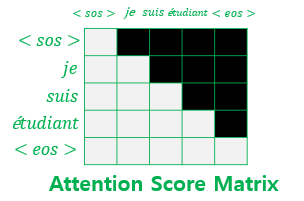 < sos > je suis étudiant < eos >
< sos >
je
suis
étudiant
< eos >
Attention Score Matrix